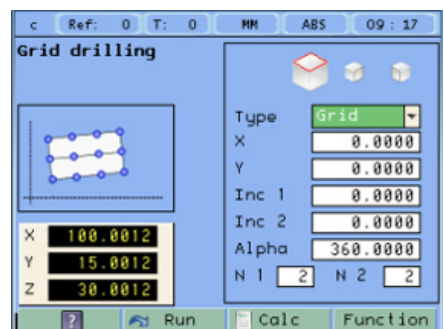 c Ref: 0 T: 0 MM ABS 09 : 17
Grid drilling
Type Grid
X 0.0000
Y 0.0000
Inc 1 0.0000
Inc 2 0.0000
Alpha 360.0000
N 1 2 N 2 2
X 100.0012
Y 15.0012
Z 30.0012
? Run Calc Function